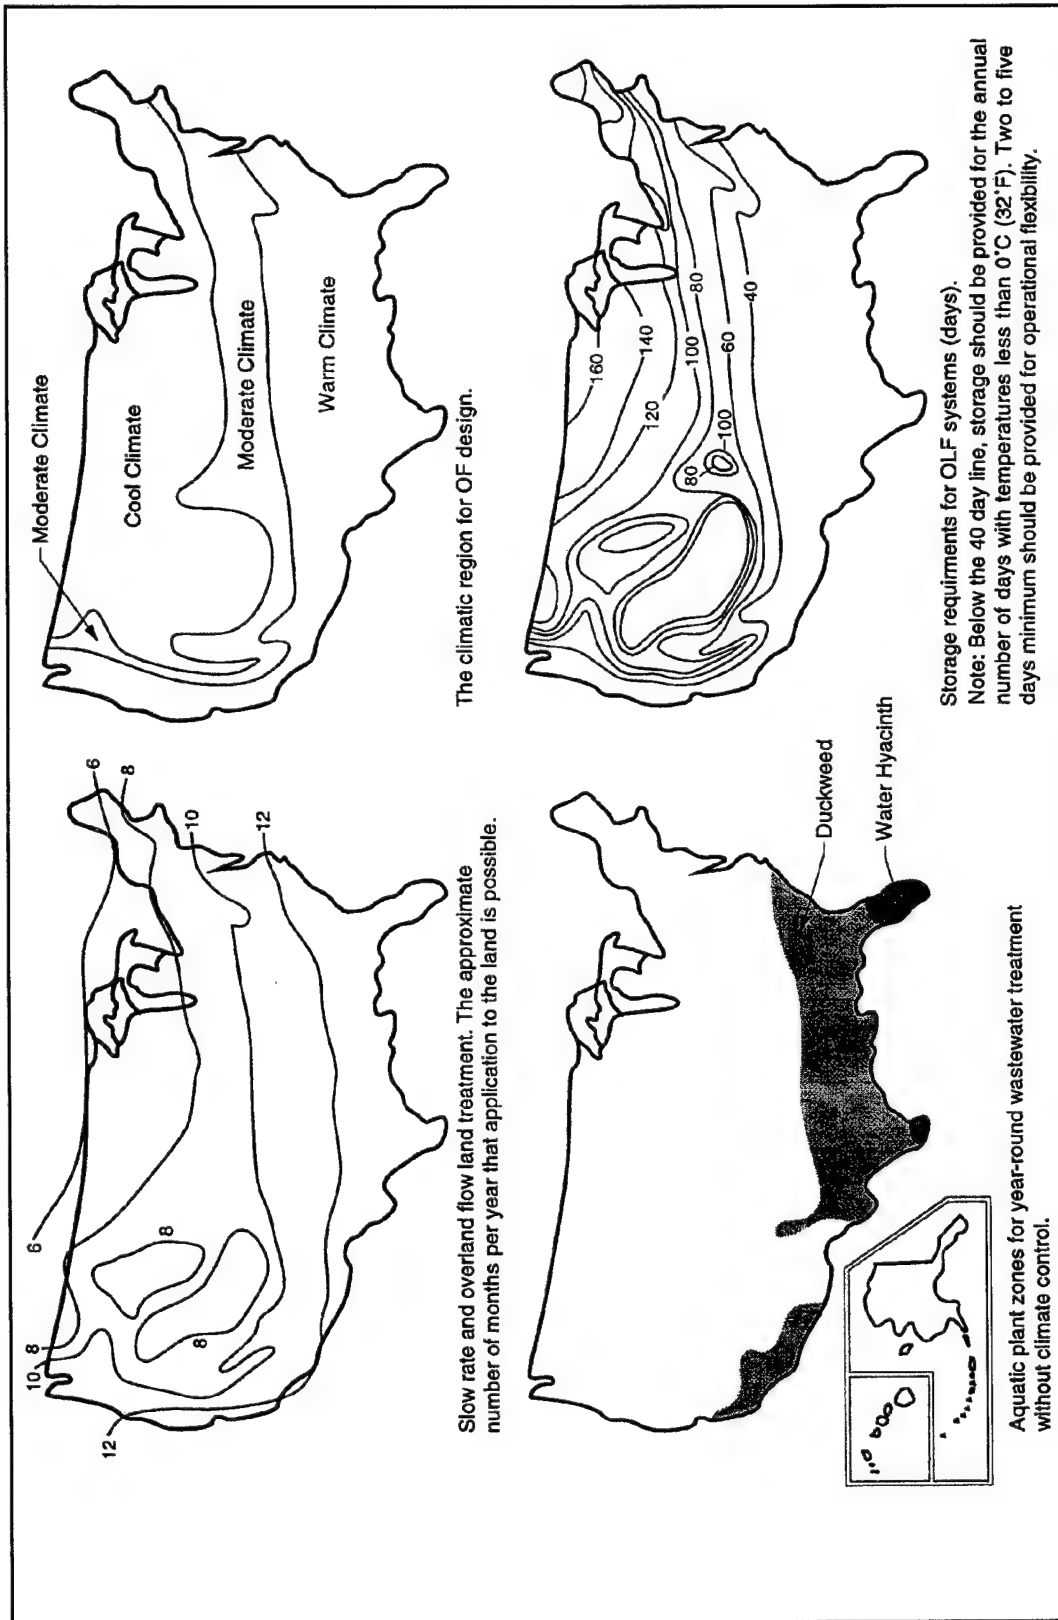 10
8
6
6
8
12
8
8
10
12
Slow rate and overland flow land treatment. The approximate
number of months per year that application to the land is possible.
Moderate Climate
Cool Climate
Moderate Climate
Warm Climate
The climatic region for OF design.
Duckweed
Water Hyacinth
Aquatic plant zones for year-round wastewater treatment
without climate control.
160
140
120
100
80
80
100
60
40
Storage requirments for OLF systems (days).
Note: Below the 40 day line, storage should be provided for the annual
number of days with temperatures less than 0°C (32°F). Two to five
days minimum should be provided for operational flexibility.